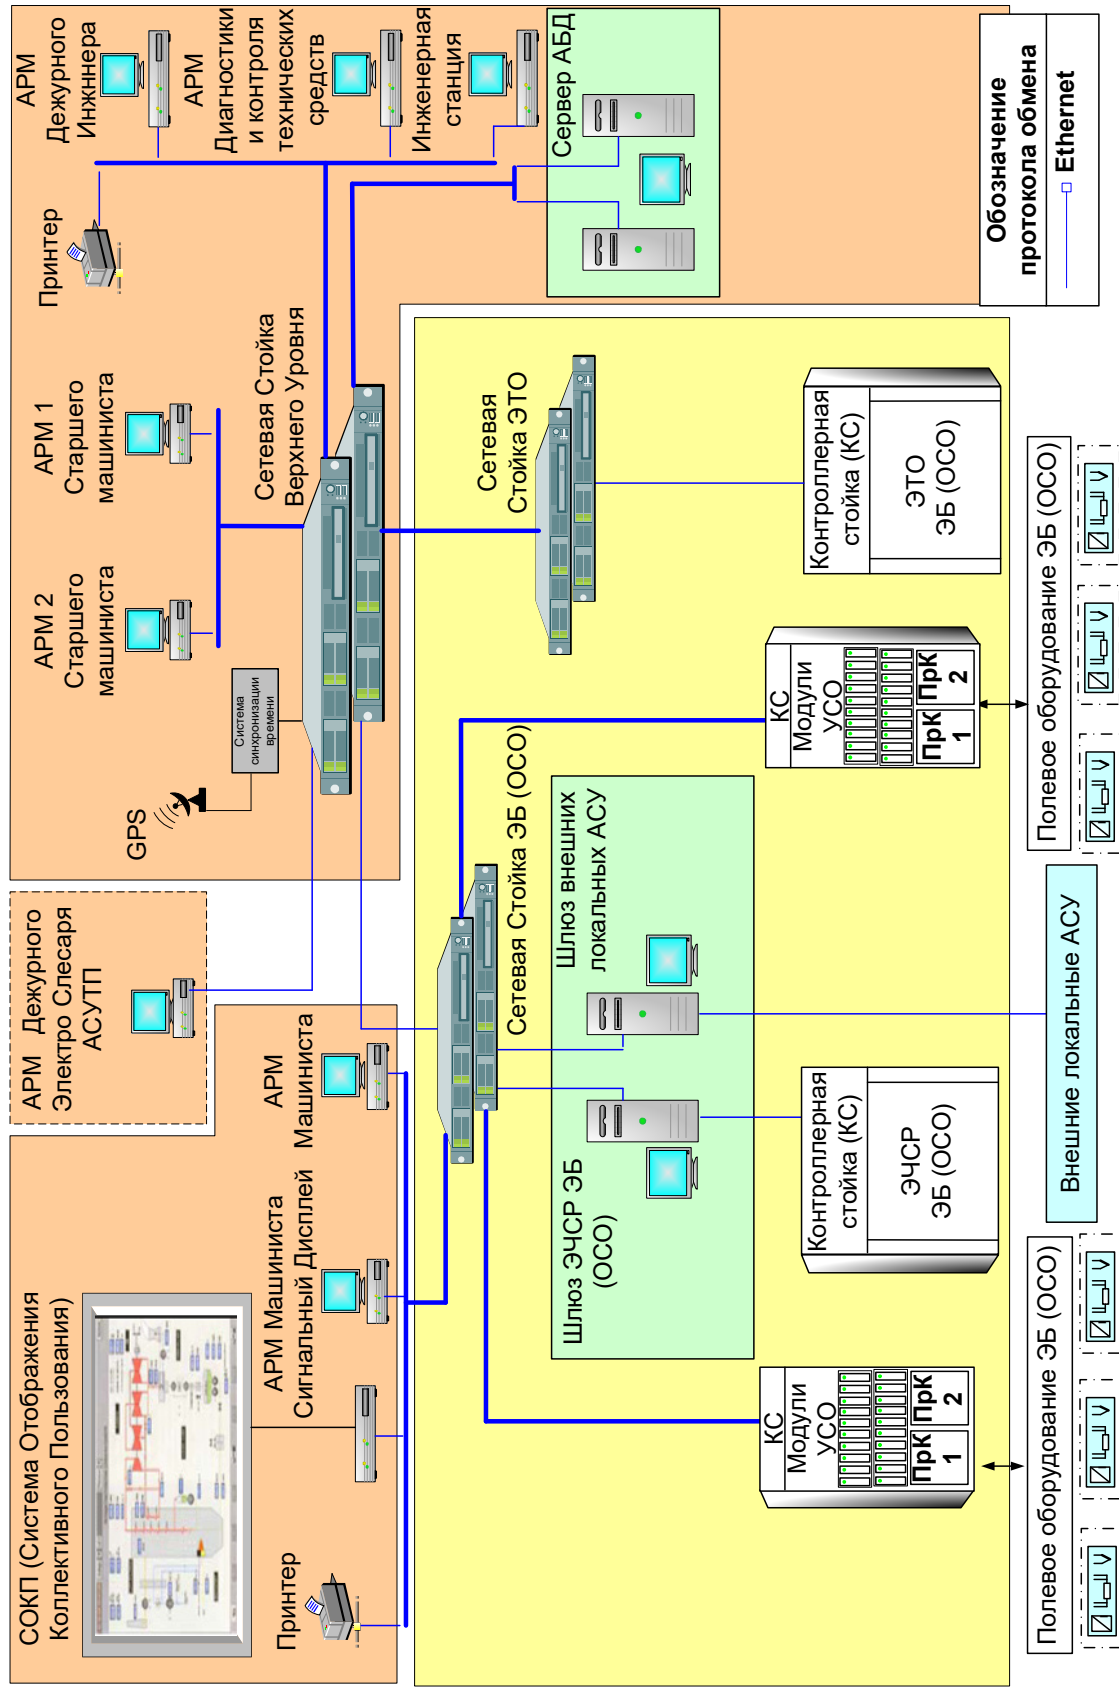 СОКП (Система Отображения
Коллективного Пользования)
Принтер
АРМ Машиниста
Сигнальный Дисплей
АРМ
Машиниста
АРМ Дежурного
Электро Слесаря
АСУТП
GPS
Система
синхронизации
времени
АРМ 2
Старшего
машиниста
АРМ 1
Старшего
машиниста
Сетевая Стойка
Верхнего Уровня
Принтер
АРМ
Дежурного
Инжннера
АРМ
Диагностики
и контроля
технических
средств
Инженерная
станция
Сервер АБД
Сетевая Стойка ЭБ (ОСО)
Сетевая
Стойка ЭТО
Шлюз ЭЧСР ЭБ
(ОСО)
Шлюз внешних
локальных АСУ
КС
Модули
УСО
ПрК
1
ПрК
2
Контроллерная
стойка (КС)
ЭЧСР
ЭБ (ОСО)
КС
Модули
УСО
ПрК
1
ПрК
2
Контроллерная
стойка (КС)
ЭТО
ЭБ (ОСО)
Полевое оборудование ЭБ (ОСО)
Внешние локальные АСУ
Полевое оборудование ЭБ (ОСО)
Обозначение
протокола обмена
Ethernet